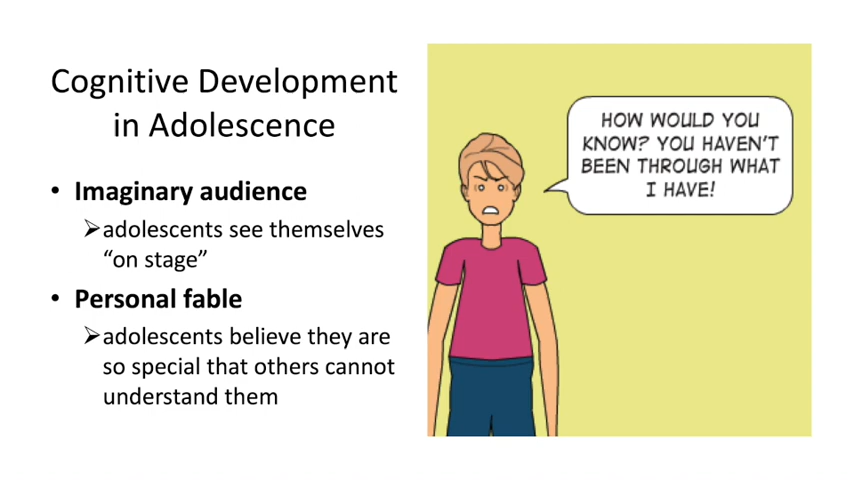 Cognitive Development
in Adolescence
• Imaginary audience
➢adolescents see themselves
“on stage”
• Personal fable
➢adolescents believe they are
so special that others cannot
understand them
HOW WOULD YOU
KNOW? YOU HAVEN'T
BEEN THROUGH WHAT
I HAVE!